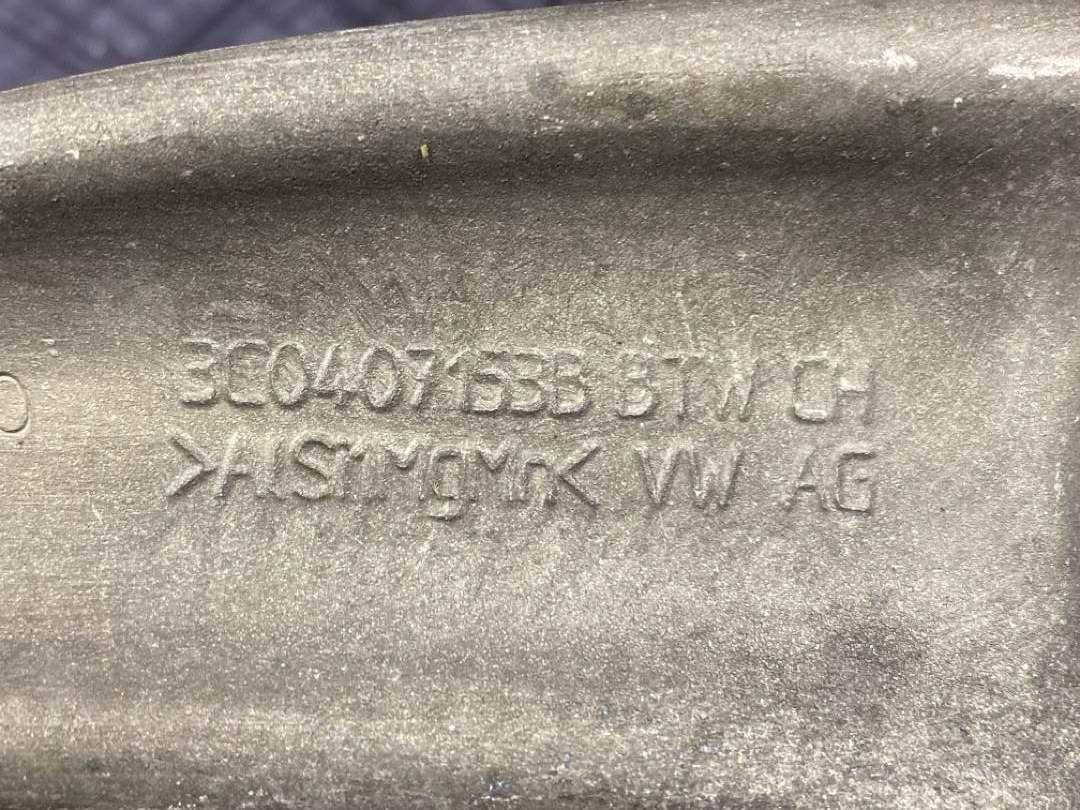 3C0407153B BTW CH
>AlSi1MgMn< VW AG